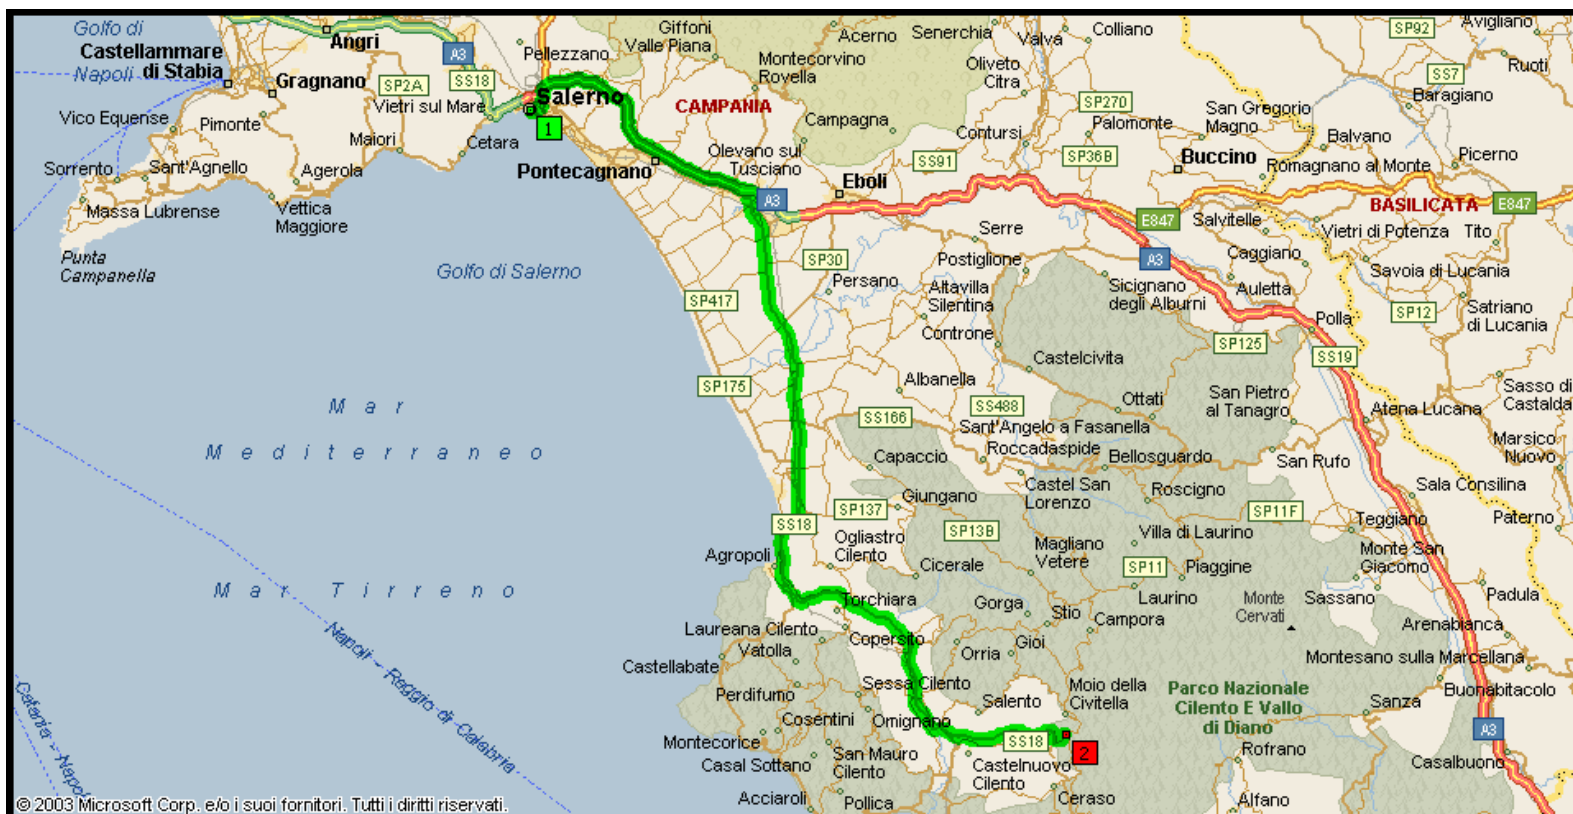 Golfo di
Napoli
Castellammare
di Stabia
Angri
A3
SS18
SP2A
Gragnano
Pellezzano
Giffoni
Valle Piana
Acerno
Senerchia
Valva
Colliano
SP92
Avigliano
Montecorvino
Rovella
Oliveto
Citra
SS7
Ruoti
Vietri sul Mare
Salerno
1
CAMPANIA
SP270
San Gregorio
Magno
Baragiano
Vico Equense
Pimonte
Maiori
Cetara
Campagna
Contursi
Palomonte
Balvano
Sorrento
Sant'Agnello
Agerola
Pontecagnano
Olevano sul
Tusciano
SS91
SP36B
Buccino
Romagnano al Monte
Picerno
Massa Lubrense
Vettica
Maggiore
A3
Eboli
E847
Salvitelle
BASILICATA
E847
Punta
Campanella
Golfo di Salerno
Serre
Vietri di Potenza
Tito
SP30
Persano
Postiglione
A3
Caggiano
Savoia di Lucania
SP417
Altavilla
Silentina
Sicignano
degli Alburni
Auletta
SP12
Satriano
di Lucania
Controne
Polla
SP125
SS19
Castelcivita
SP175
Albanella
Ottati
San Pietro
al Tanagro
Sasso di
Castalda
Mar
Mediterraneo
SS166
SS488
Sant'Angelo a Fasanella
Atena Lucana
Roccadaspide
Marsico
Nuovo
Capaccio
Bellosguardo
San Rufo
Giungano
Castel San
Lorenzo
Roscigno
Sala Consilina
SP137
SP11F
SS18
SP13B
Teggiano
Paterno
Ogliastro
Cilento
Villa di Laurino
Agropoli
Magliano
Vetere
Monte San
Giacomo
Cicerale
SP11
Piaggine
Mar Tirreno
Torchiara
Gorga
Stio
Laurino
Monte
Cervati
Sassano
Padula
Laureana Cilento
Copersito
Gioi
Campora
Arenabianca
Napoli - Reggio di Calabria
Vatolla
Orria
Castellabate
Montesano sulla Marcellana
Perdifumo
Sessa Cilento
Salento
Moio della
Civitella
Parco Nazionale
Cilento E Vallo
di Diano
Sanza
Buonabitacolo
Cosentini
Omignano
A3
Montecorice
SS18
2
Rofrano
Casal Sottano
San Mauro
Cilento
Castelnuovo
Cilento
Casalbuono
Catania - Napoli
Acciaroli
Pollica
Ceraso
Alfano
© 2003 Microsoft Corp. e/o i suoi fornitori. Tutti i diritti riservati.